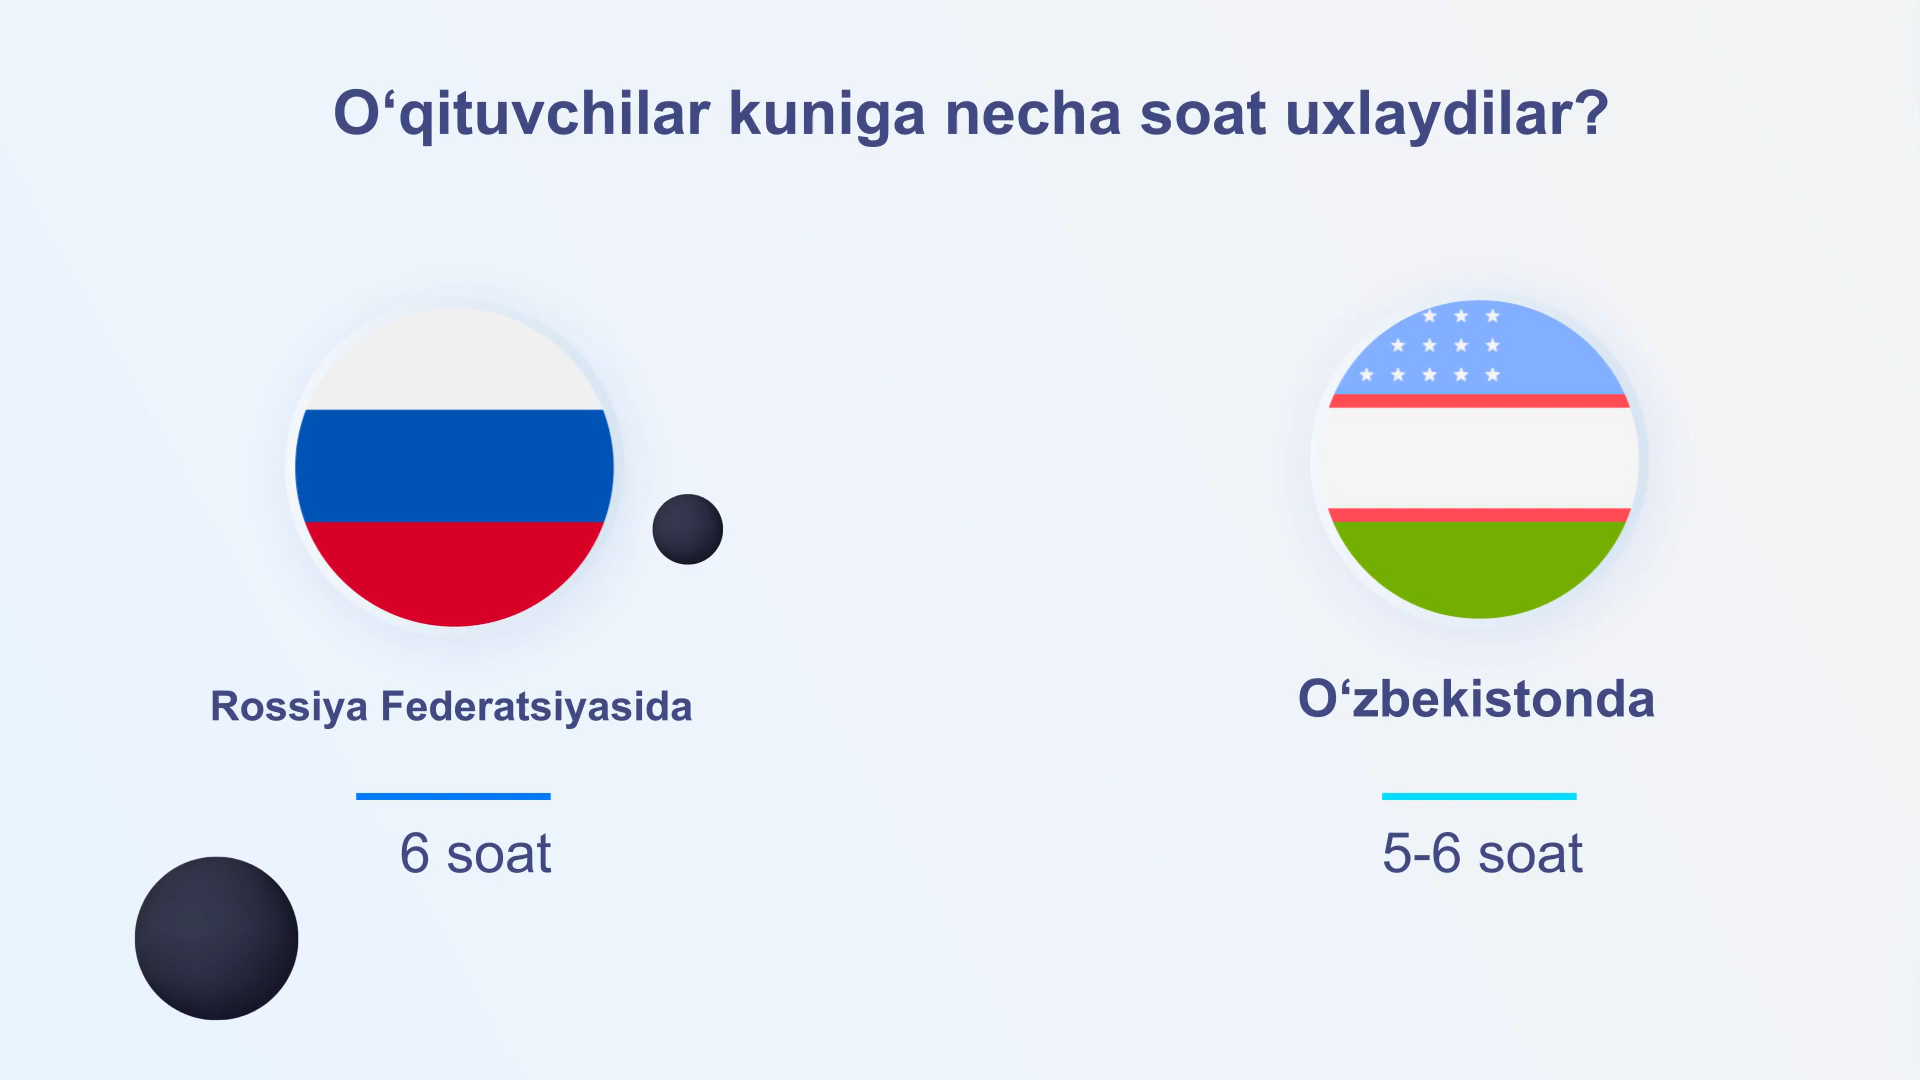 O‘qituvchilar kuniga necha soat uxlaydilar?
Rossiya Federatsiyasida
O‘zbekistonda
6 soat
5-6 soat